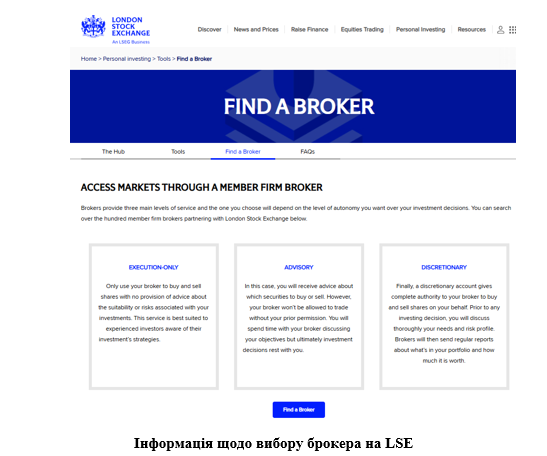 LONDON
STOCK
EXCHANGE
An LSEG Business
Discover News and Prices Raise Finance Equities Trading Personal Investing Resources
Home > Personal investing > Tools > Find a Broker
FIND A BROKER
The Hub Tools Find a Broker FAQs
ACCESS MARKETS THROUGH A MEMBER FIRM BROKER
Brokers provide three main levels of service and the one you choose will depend on the level of autonomy you want over your investment decisions. You can search
over the hundred member firm brokers partnering with London Stock Exchange below.
EXECUTION-ONLY
Only use your broker to buy and sell
shares with no provision of advice about
the suitability or risks associated with your
investments. This service is best suited to
experienced investors aware of their
investment's strategies.
ADVISORY
In this case, you will receive advice about
which securities to buy or sell. However,
your broker won't be allowed to trade
without your prior permission. You will
spend time with your broker discussing
your objectives but ultimately investment
decisions rest with you.
DISCRETIONARY
Finally, a discretionary account gives
complete authority to your broker to buy
and sell shares on your behalf. Prior to any
investing decision, you will discuss
thoroughly your needs and risk profile.
Brokers will then send regular reports
about what's in your portfolio and how
much it is worth.
Find a Broker
Інформація щодо вибору брокера на LSE